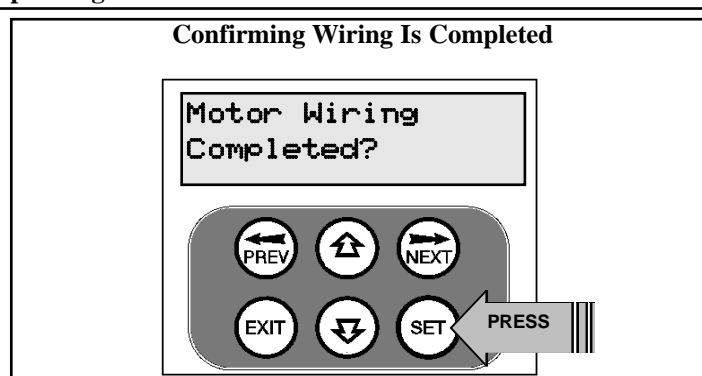 Confirming Wiring Is Completed
Motor Wiring
Completed?
PREV
NEXT
EXIT
SET
PRESS